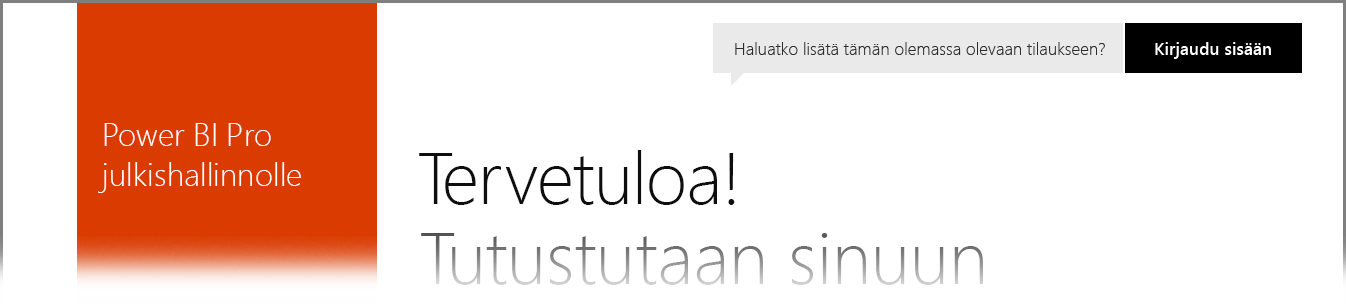 Haluatko lisätä tämän olemassa olevaan tilaukseen?
Kirjaudu sisään
Power BI Pro
julkishallinnolle
Tervetuloa!
Tutustutaan sinuun